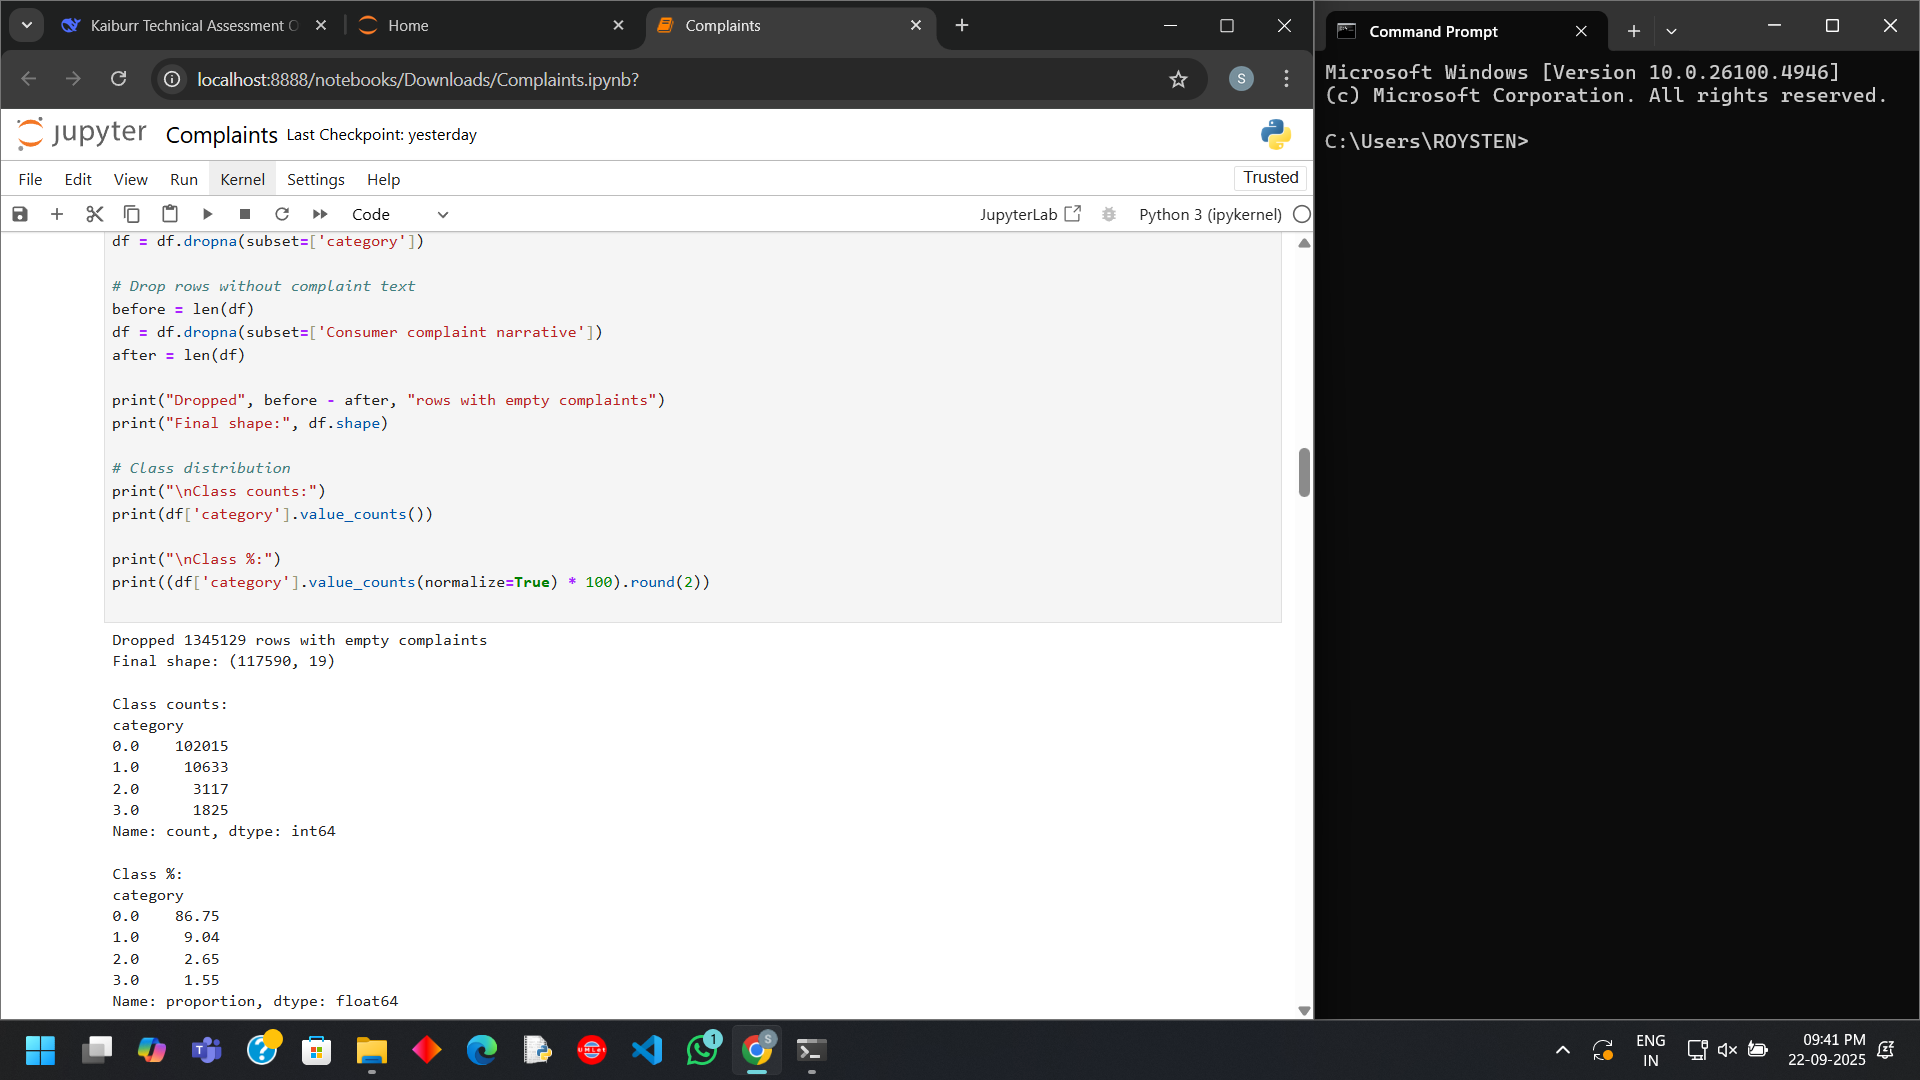 Kaiburr Technical Assessment O
Home
Complaints
localhost:8888/notebooks/Downloads/Complaints.ipynb?
S
jupyter
Complaints
Last Checkpoint: yesterday
File
Edit
View
Run
Kernel
Settings
Help
Trusted
Code
JupyterLab
Python 3 (ipykernel)
df = df.dropna(subset=['category'])
# Drop rows without complaint text
before = len(df)
df = df.dropna(subset=['Consumer complaint narrative'])
after = len(df)
print("Dropped", before - after, "rows with empty complaints")
print("Final shape:", df.shape)
# Class distribution
print("\nClass counts:")
print(df['category'].value_counts())
print("\nClass %:")
print((df['category'].value_counts(normalize=True) * 100).round(2))
Dropped 1345129 rows with empty complaints
Final shape: (117590, 19)
Class counts:
category
0.0    102015
1.0     10633
2.0      3117
3.0      1825
Name: count, dtype: int64
Class %:
category
0.0    86.75
1.0     9.04
2.0     2.65
3.0     1.55
Name: proportion, dtype: float64
Command Prompt
Microsoft Windows [Version 10.0.26100.4946]
(c) Microsoft Corporation. All rights reserved.
C:\Users\ROYSTEN>
1
S
ENG
IN
09:41 PM
22-09-2025